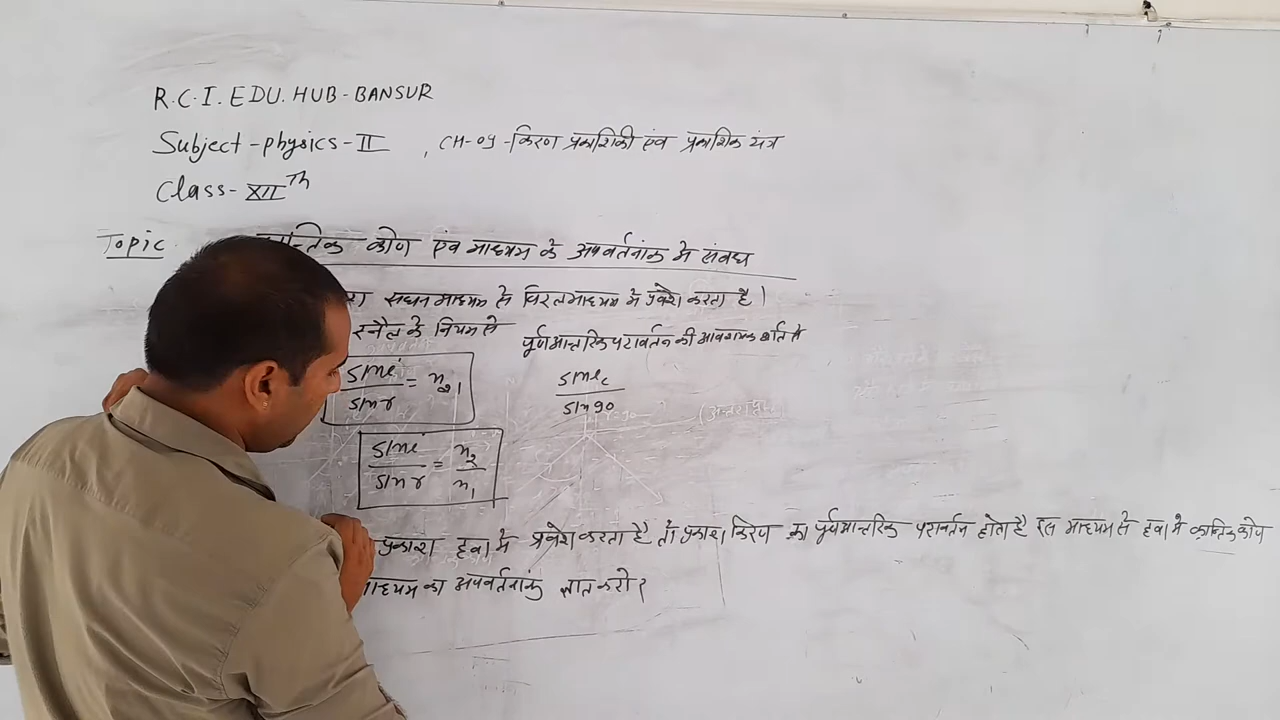 R.C.I. EDU. HUB-BANSUR
Subject-physics-II , CH-09-किरण प्रकाशिकी एंव प्रकाशिक यंत्र
Class-XII Th
Topic कोण एंव माध्यम के अपवर्तनांक मे संबंध
सघन माध्यम से विरल माध्यम मे प्रवेश करता है।
स्नैल के नियम से
पूर्ण आन्तरिक परावर्तन की आवश्यक शर्त से
sin i / sin r = n21
sin ic / sin 90
sin i / sin r = n2 / n1
प्रकाश हवा मे प्रवेश करता है तो प्रकाश किरण का पूर्ण आन्तरिक परावर्तन होता है इस माध्यम से हवा मे क्रान्तिक कोण
माध्यम का अपवर्तनांक ज्ञात करो